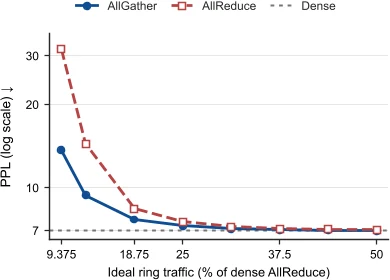 AllGather AllReduce Dense
PPL (log scale) ↓
30
20
10
7
9.375 18.75 25 37.5 50
Ideal ring traffic (% of dense AllReduce)